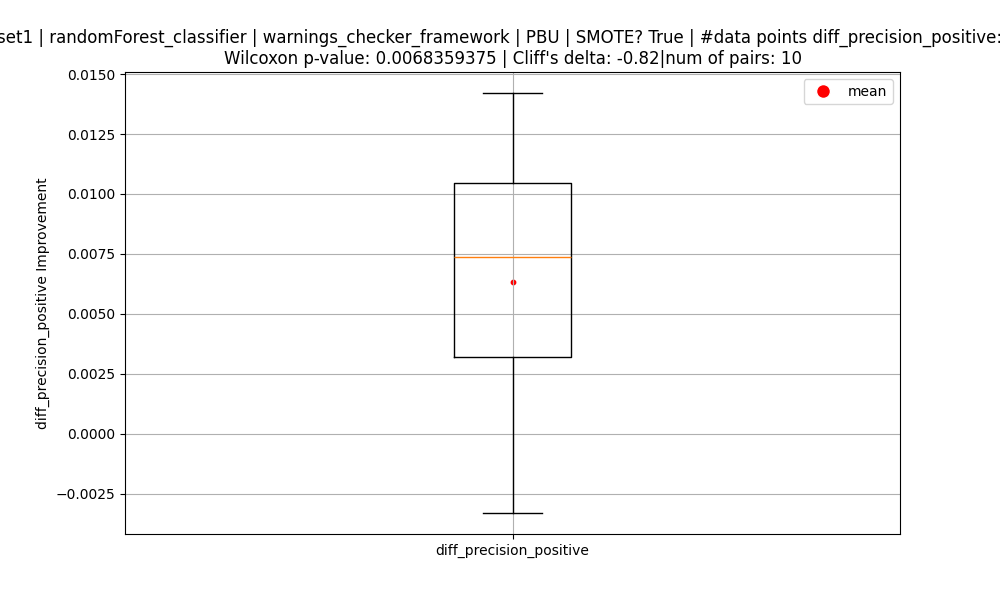 set1 | randomForest_classifier | warnings_checker_framework | PBU | SMOTE? True | #data points diff_precision_positive:
Wilcoxon p-value: 0.0068359375 | Cliff's delta: -0.82|num of pairs: 10
mean
0.0150
0.0125
0.0100
0.0075
0.0050
0.0025
0.0000
−0.0025
diff_precision_positive Improvement
diff_precision_positive